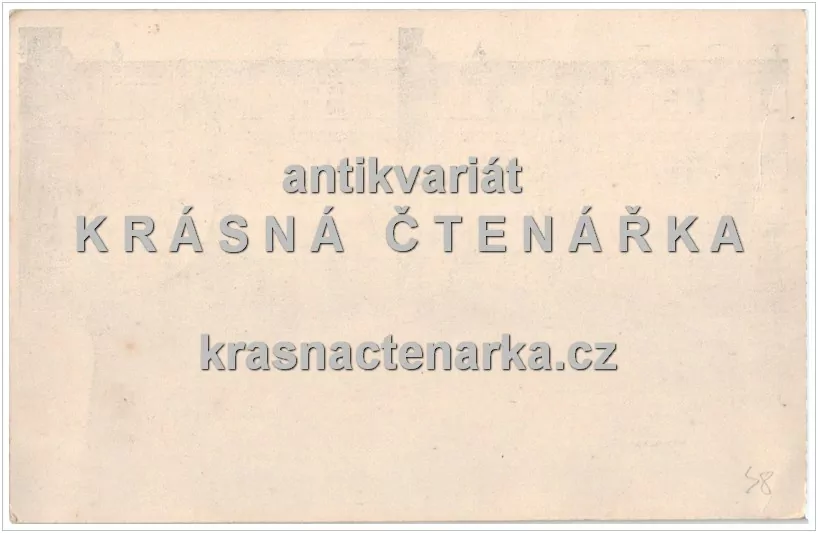 antikvariát
KRÁSNÁ ČTENÁŘKA
krasnactenarka.cz
58